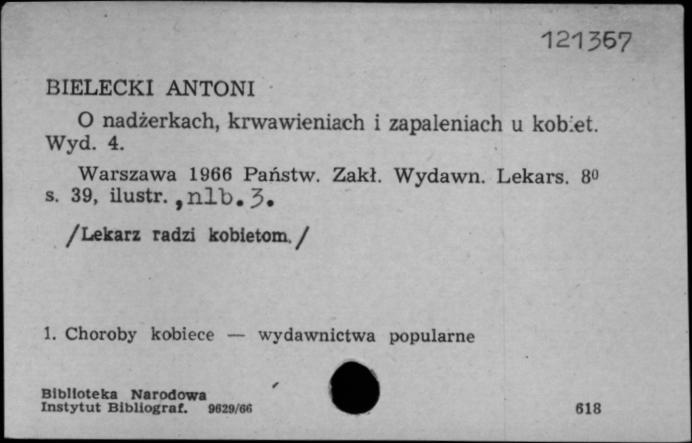 121367
BIELECKI ANTONI
O nadżerkach, krwawieniach i zapaleniach u kobiet.
Wyd. 4.
Warszawa 1966 Państw. Zakł. Wydawn. Lekars. 8⁰
s. 39, ilustr. , nlb. 3.
/Lekarz radzi kobietom./
1. Choroby kobiece — wydawnictwa popularne
Biblioteka Narodowa
Instytut Bibliograf. 9629/66
618